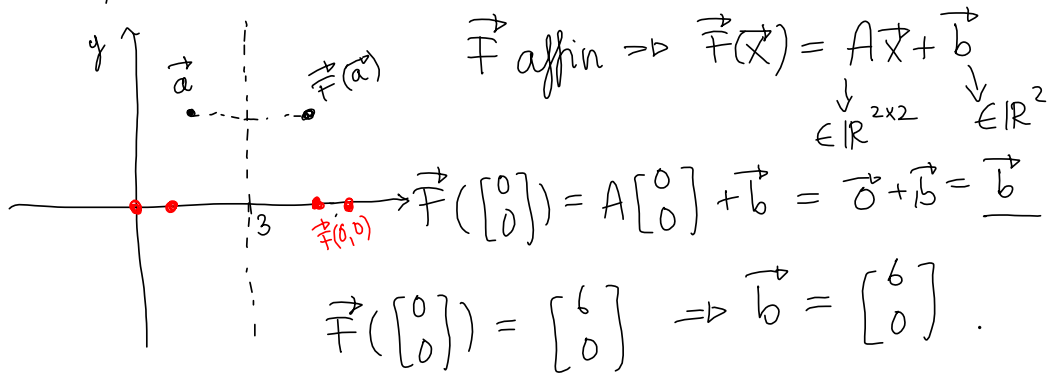 y
a⃗
F⃗(a⃗)
3
F⃗(0,0)
F⃗ affin ⇒ F⃗(x⃗) = Ax⃗ + b⃗
↓ ↘
∈ ℝ^{2×2} ∈ ℝ^2
F⃗([0 0]) = A[0 0] + b⃗ = 0⃗ + b⃗ = b⃗
F⃗([0 0]) = [6 0] ⇒ b⃗ = [6 0] .